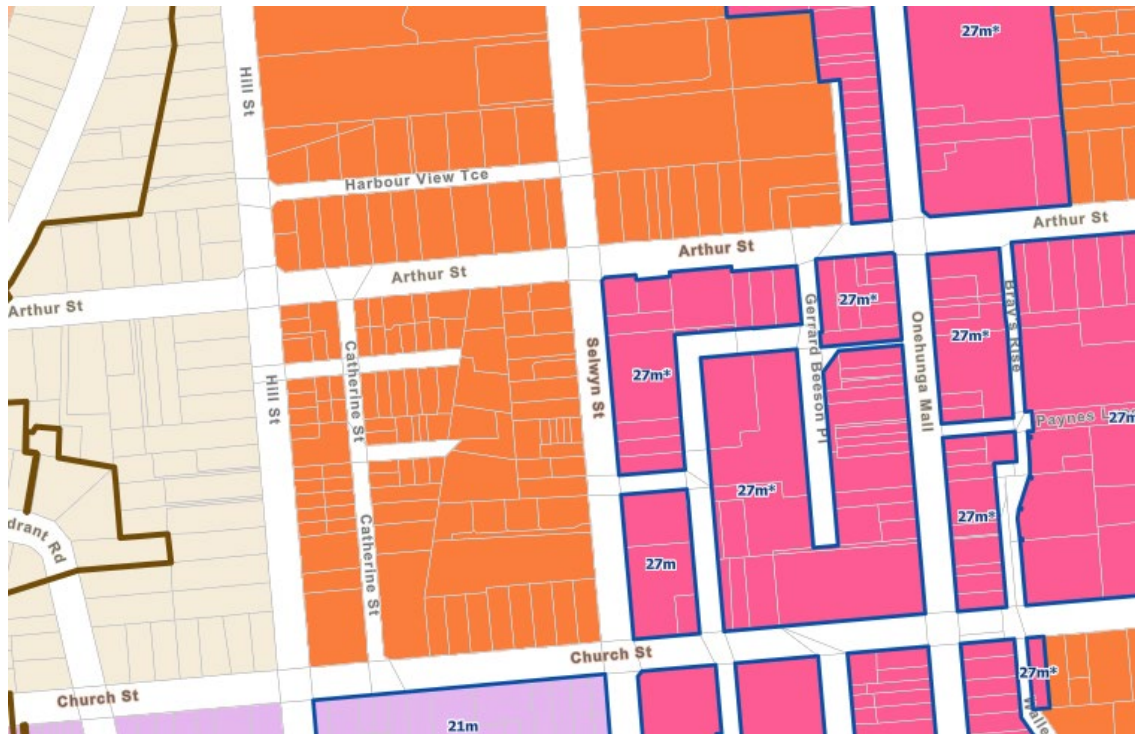 27m*
Hill St
Harbour View Tce
Arthur St
Arthur St
Arthur St
Arthur St
27m*
Gerrard Beeson Pl
Onehunga Mall
27m*
Bray's Rise
Catherine St
Selwyn St
27m*
Hill St
Paynes L
27m
27m*
27m*
drant Rd
Catherine St
27m
Church St
27m*
Church St
Walle
21m